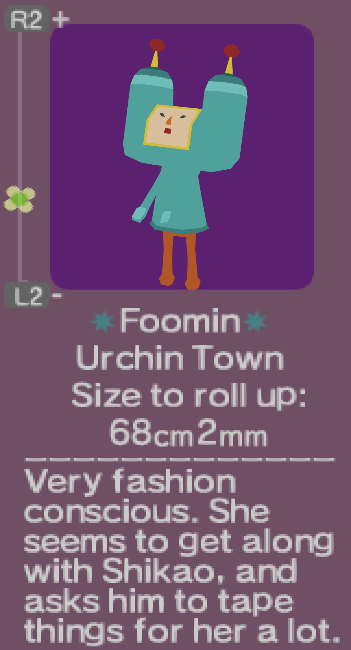 R2 +
L2 -
Foomin
Urchin Town
Size to roll up:
68cm2mm
Very fashion
conscious. She
seems to get along
with Shikao, and
asks him to tape
things for her a lot.